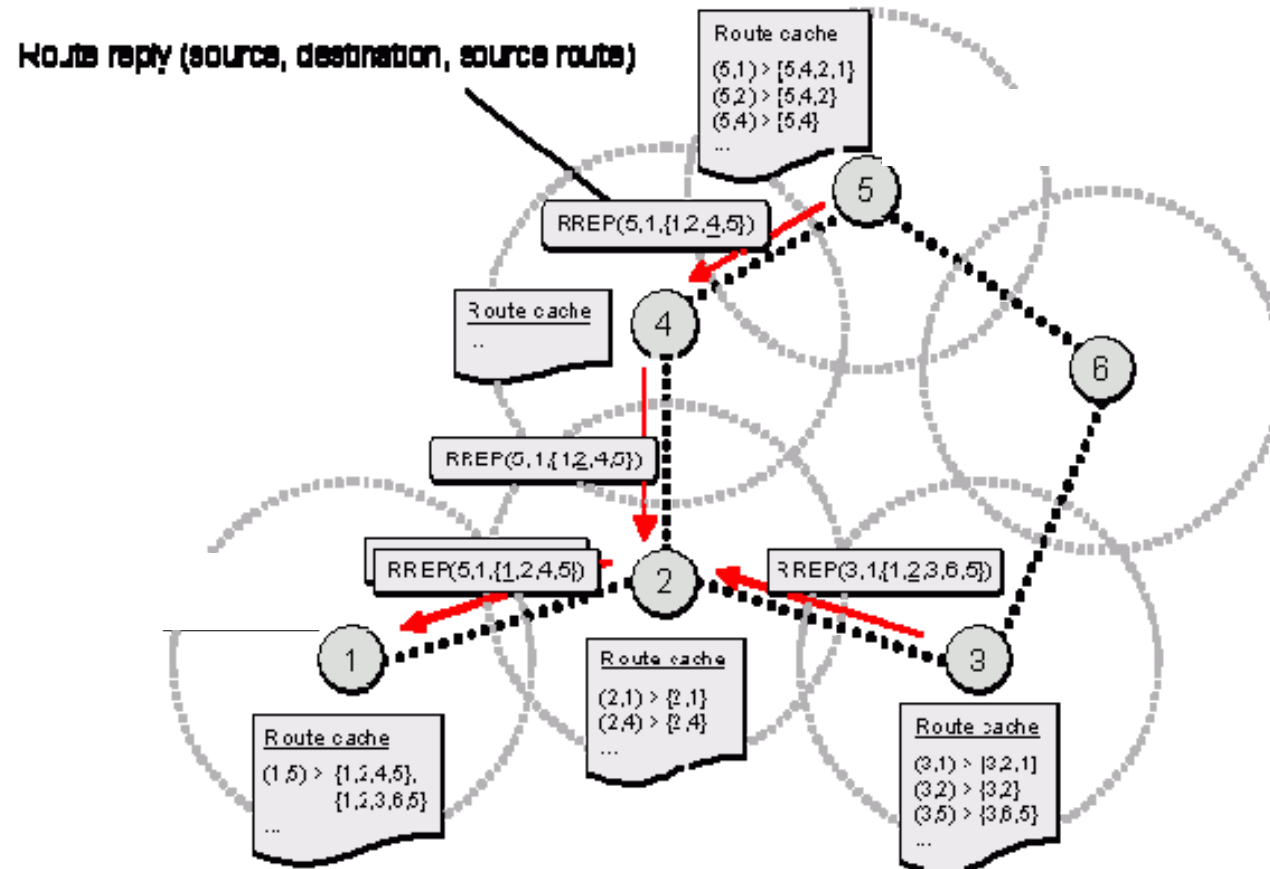 Route reply (source, destination, source route)
Route cache
(5,1) > {5,4,2,1}
(5,2) > {5,4,2}
(5,4) > {5,4}
...
5
RREP(5,1,{1,2,4,5})
Route cache
..
4
6
RREP(5,1,{1,2,4,5})
RREP(5,1,{1,2,4,5})
2
RREP(3,1,{1,2,3,6,5})
1
3
Route cache
(2,1) > {2,1}
(2,4) > {2,4}
...
Route cache
(1,5) > {1,2,4,5},
{1,2,3,6,5}
...
Route cache
(3,1) > {3,2,1]
(3,2) > {3,2}
(3,5) > {3,6,5}
...